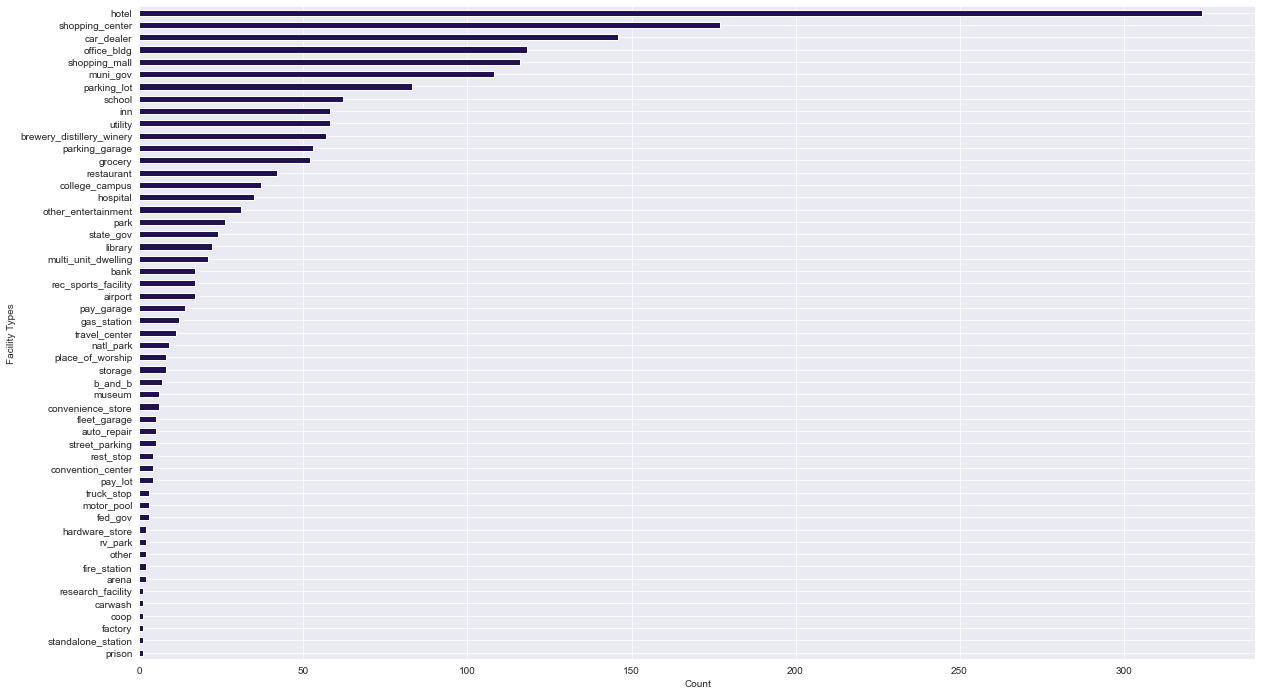 hotel
shopping_center
car_dealer
office_bldg
shopping_mall
muni_gov
parking_lot
school
inn
utility
brewery_distillery_winery
parking_garage
grocery
restaurant
college_campus
hospital
other_entertainment
park
state_gov
library
multi_unit_dwelling
bank
rec_sports_facility
airport
pay_garage
gas_station
travel_center
natl_park
place_of_worship
storage
b_and_b
museum
convenience_store
fleet_garage
auto_repair
street_parking
rest_stop
convention_center
pay_lot
truck_stop
motor_pool
fed_gov
hardware_store
rv_park
other
fire_station
arena
research_facility
carwash
coop
factory
standalone_station
prison
Facility Types
0 50 100 150 200 250 300
Count